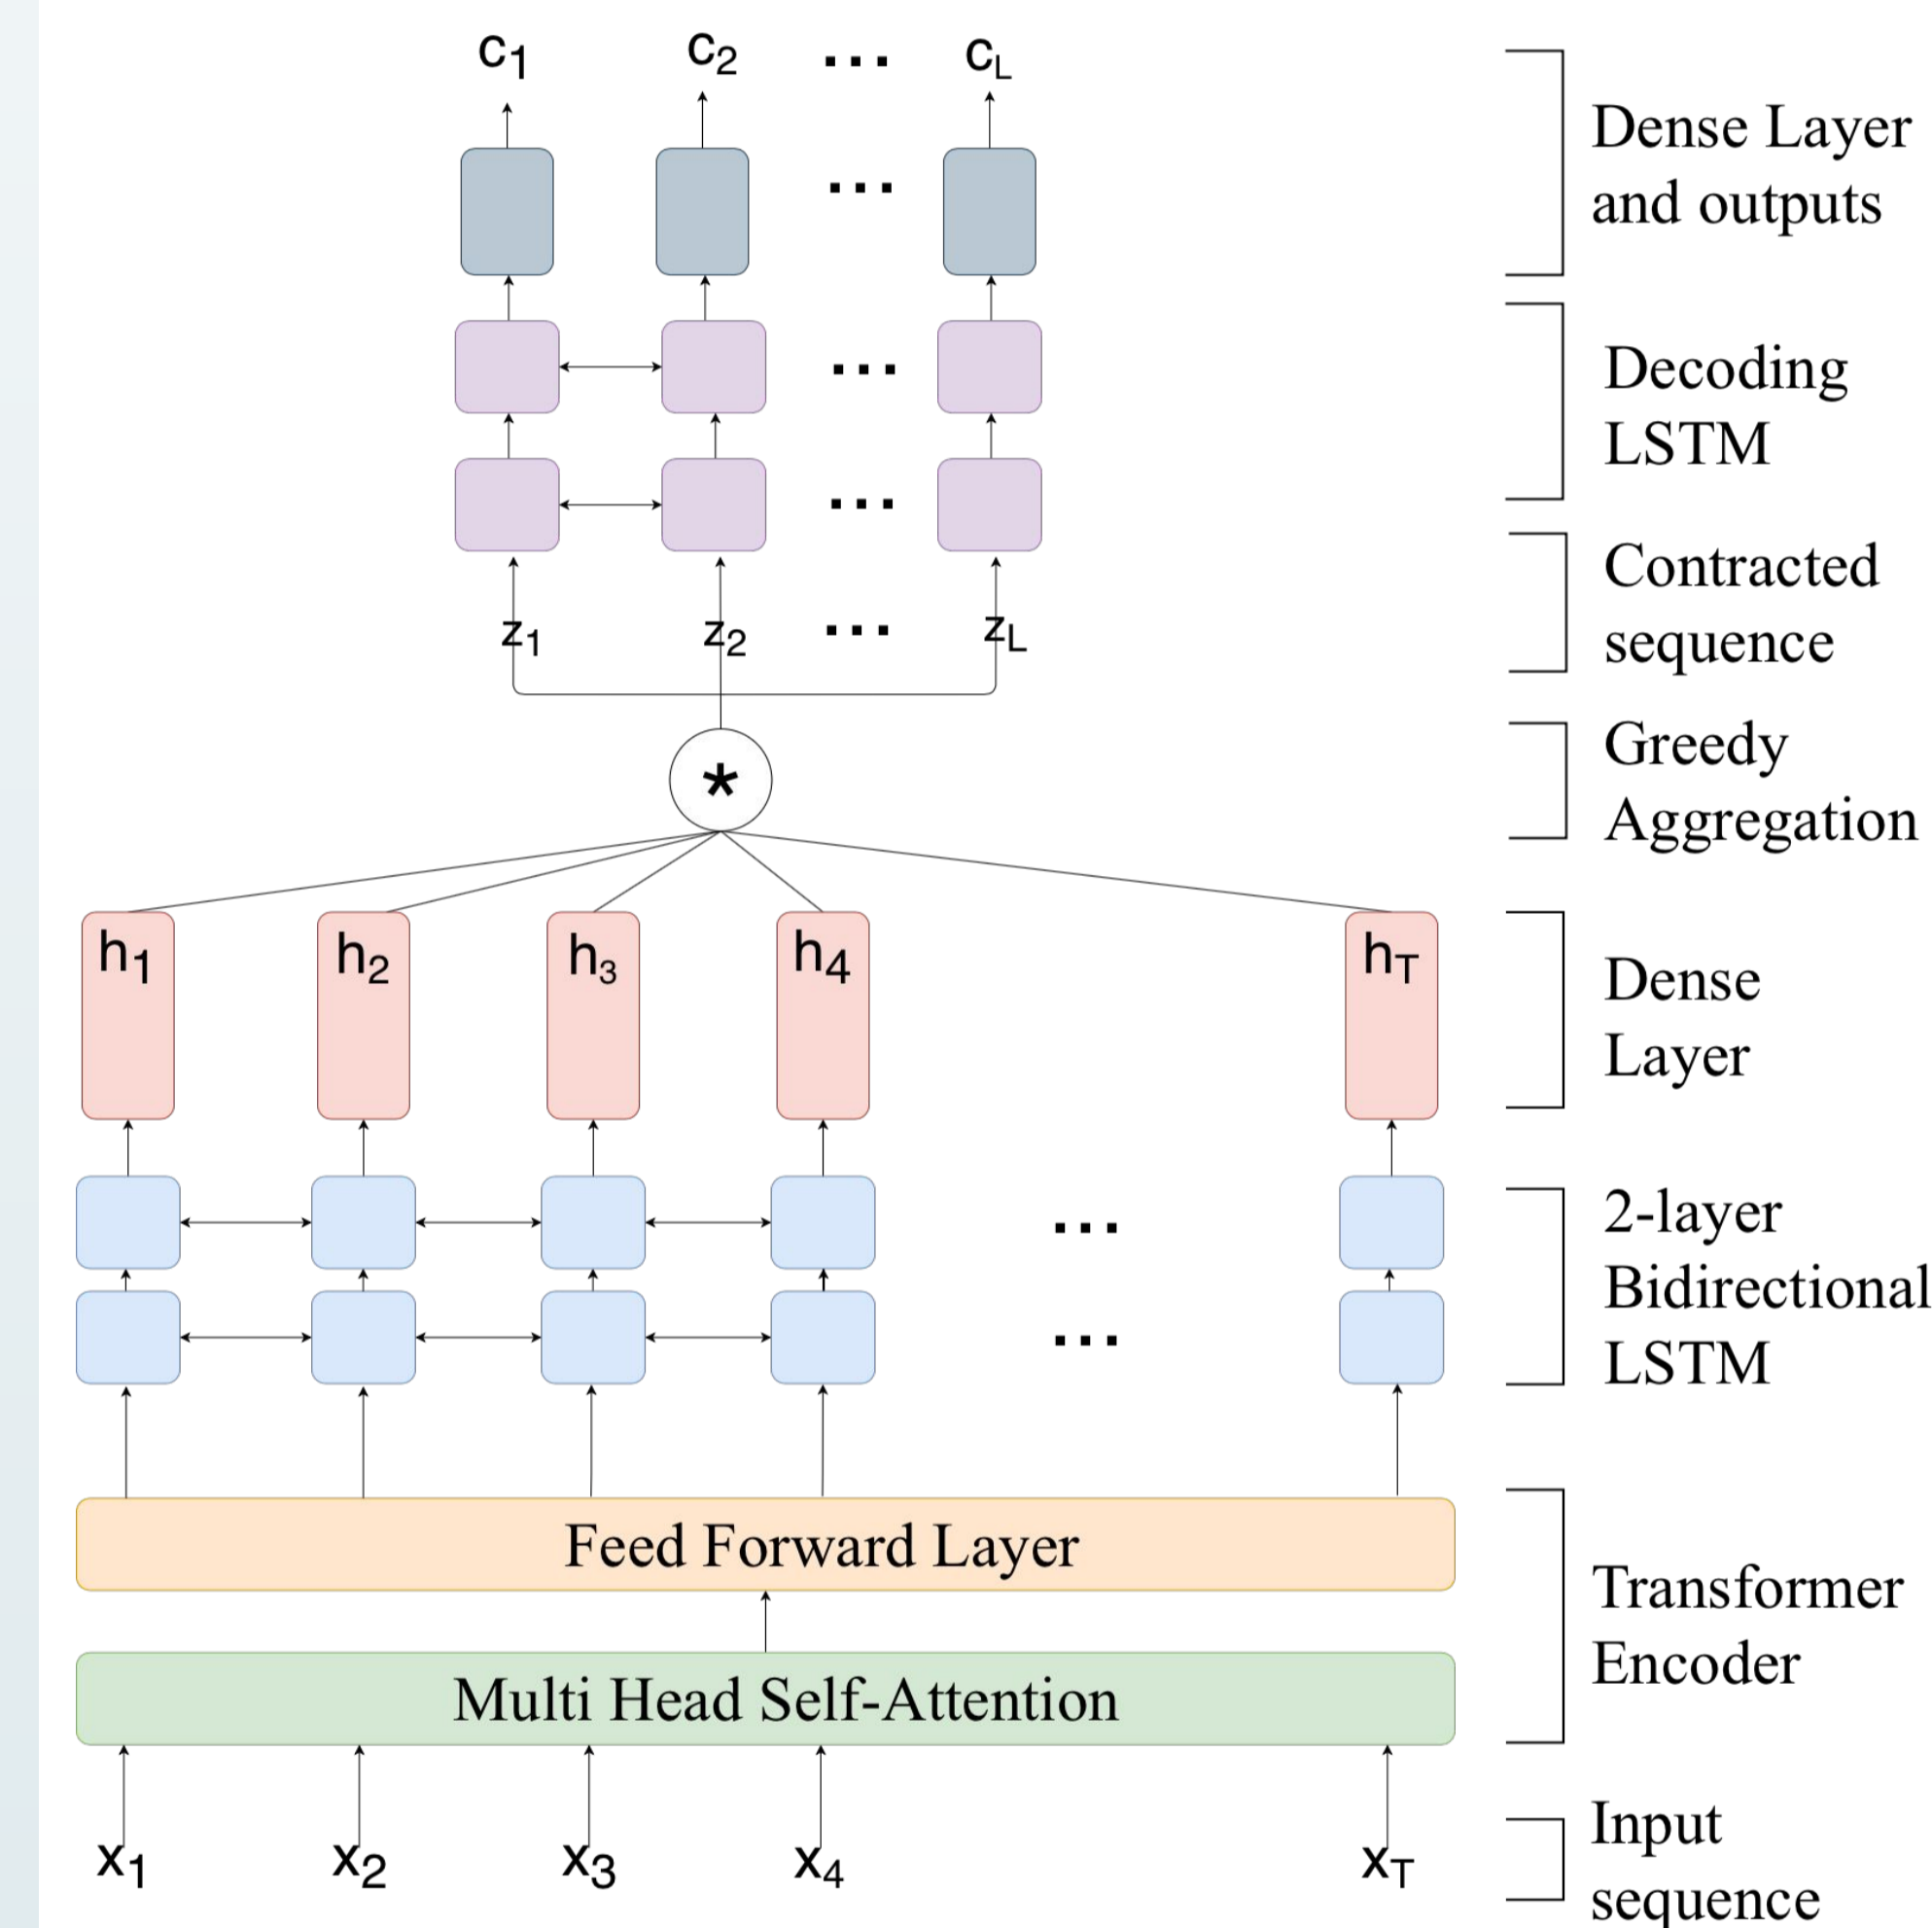 c1 c2 ... cL
Dense Layer
and outputs
...
Decoding
LSTM
...
...
Contracted
sequence
z1 z2 ... zL
Greedy
Aggregation
*
h1 h2 h3 h4 hT
Dense
Layer
2-layer
Bidirectional
LSTM
...
...
Feed Forward Layer
Transformer
Encoder
Multi Head Self-Attention
x1 x2 x3 x4 xT
Input
sequence